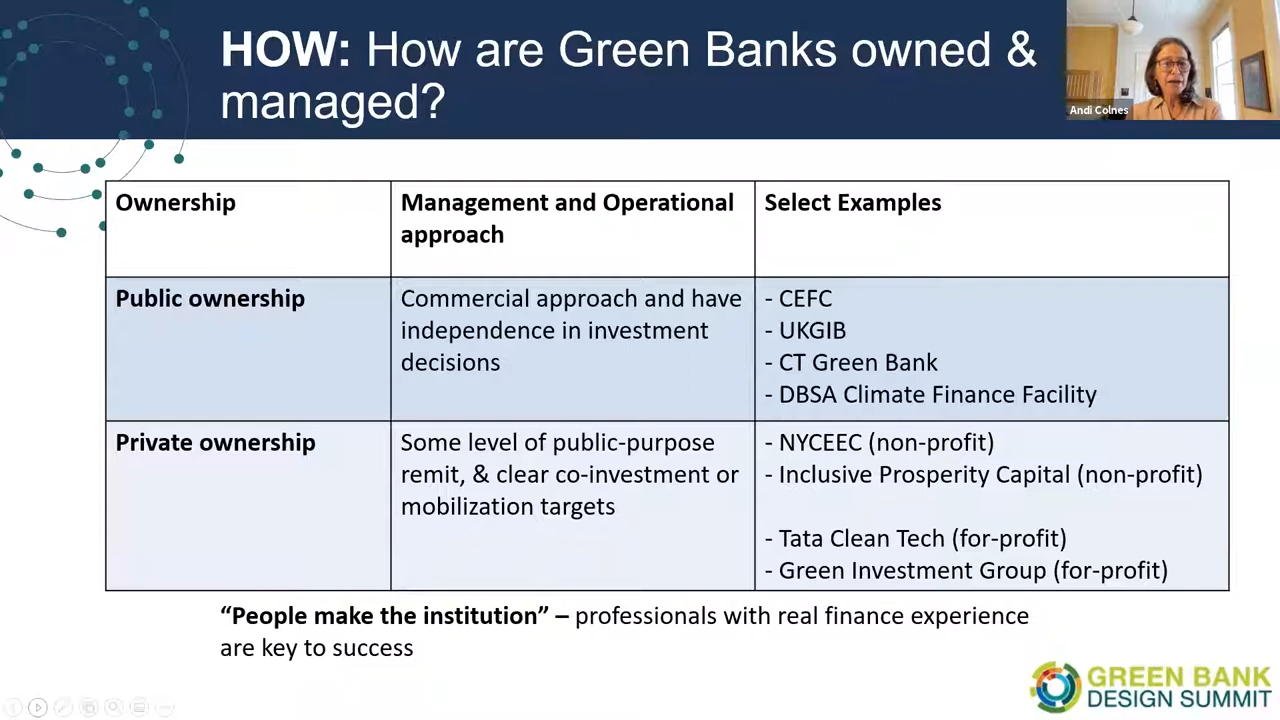 HOW: How are Green Banks owned &
managed?
Andi Colnes
Ownership
Management and Operational
approach
Select Examples
Public ownership
Commercial approach and have
independence in investment
decisions
- CEFC
- UKGIB
- CT Green Bank
- DBSA Climate Finance Facility
Private ownership
Some level of public-purpose
remit, & clear co-investment or
mobilization targets
- NYCEEC (non-profit)
- Inclusive Prosperity Capital (non-profit)
- Tata Clean Tech (for-profit)
- Green Investment Group (for-profit)
“People make the institution” – professionals with real finance experience
are key to success
GREEN BANK
DESIGN SUMMIT